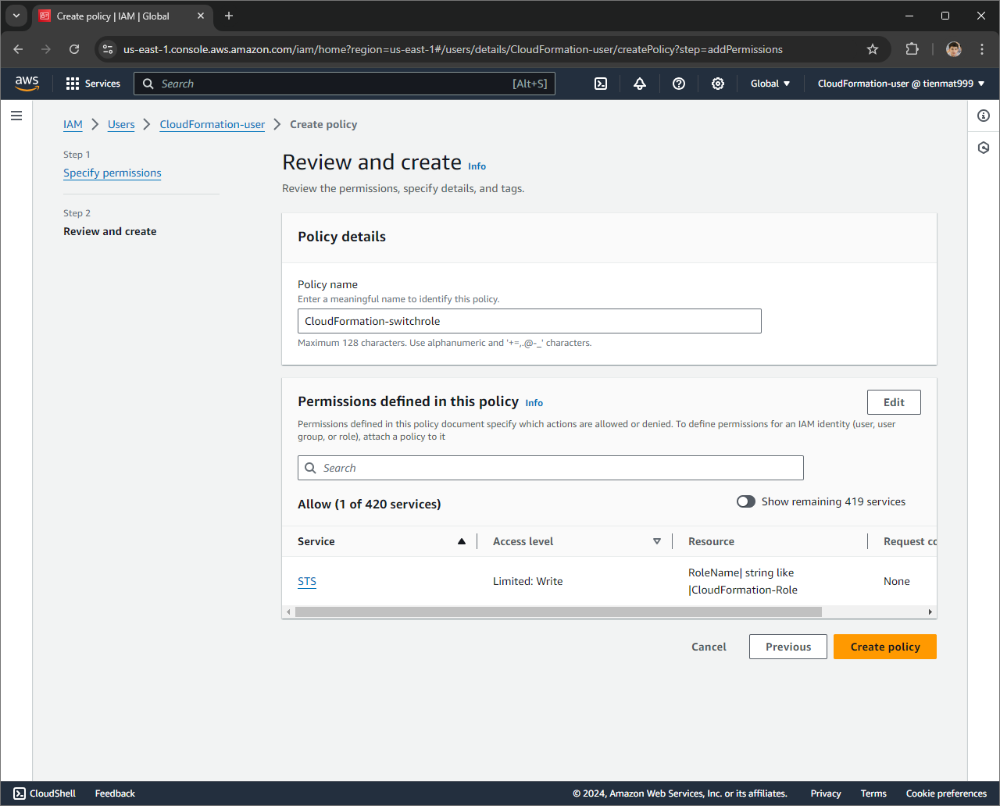 Create policy | IAM | Global
us-east-1.console.aws.amazon.com/iam/home?region=us-east-1#/users/details/CloudFormation-user/createPolicy?step=addPermissions
aws
Services
Search
[Alt+S]
Global
CloudFormation-user @ tienmat999
IAM
Users
CloudFormation-user
Create policy
Step 1
Specify permissions
Step 2
Review and create
Review and create
Info
Review the permissions, specify details, and tags.
Policy details
Policy name
Enter a meaningful name to identify this policy.
CloudFormation-switchrole
Maximum 128 characters. Use alphanumeric and '+=,.@-_' characters.
Permissions defined in this policy
Info
Edit
Permissions defined in this policy document specify which actions are allowed or denied. To define permissions for an IAM identity (user, user
group, or role), attach a policy to it
Search
Allow (1 of 420 services)
Show remaining 419 services
Service
Access level
Resource
Request co
STS
Limited: Write
RoleName| string like
|CloudFormation-Role
None
Cancel
Previous
Create policy
CloudShell
Feedback
© 2024, Amazon Web Services, Inc. or its affiliates.
Privacy
Terms
Cookie preferences